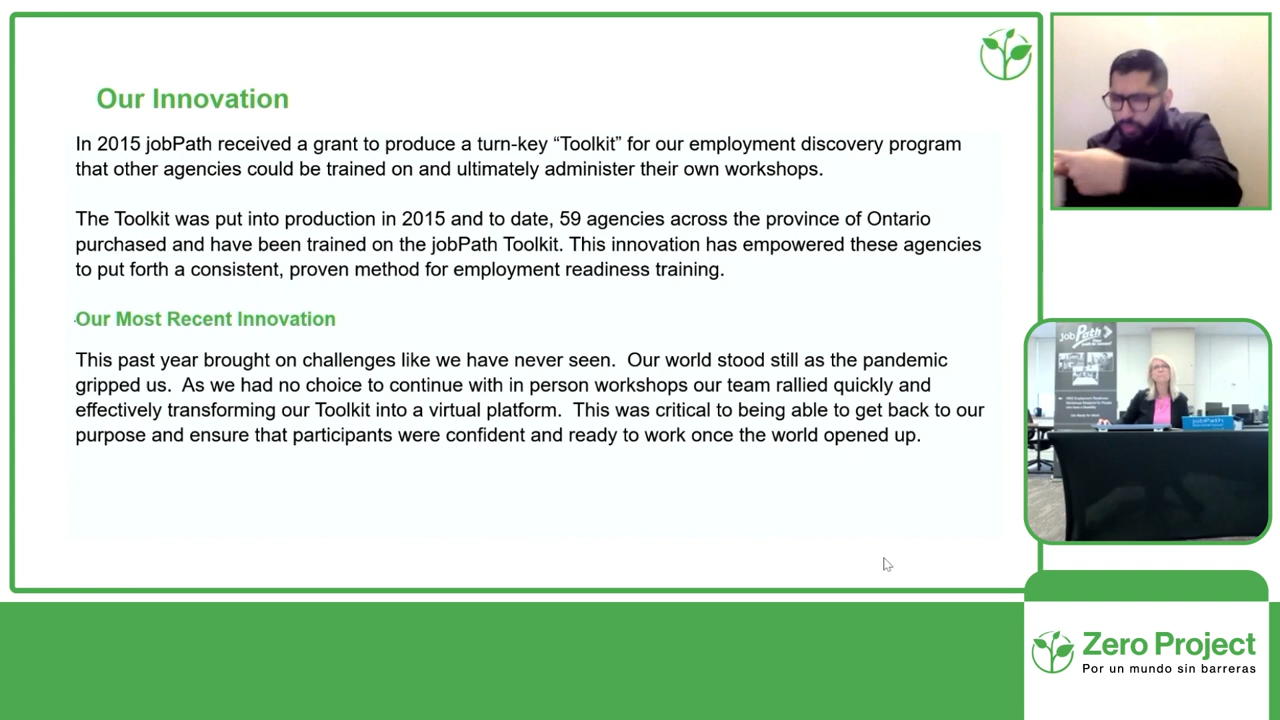 Our Innovation
In 2015 jobPath received a grant to produce a turn-key “Toolkit” for our employment discovery program
that other agencies could be trained on and ultimately administer their own workshops.
The Toolkit was put into production in 2015 and to date, 59 agencies across the province of Ontario
purchased and have been trained on the jobPath Toolkit. This innovation has empowered these agencies
to put forth a consistent, proven method for employment readiness training.
Our Most Recent Innovation
This past year brought on challenges like we have never seen. Our world stood still as the pandemic
gripped us. As we had no choice to continue with in person workshops our team rallied quickly and
effectively transforming our Toolkit into a virtual platform. This was critical to being able to get back to our
purpose and ensure that participants were confident and ready to work once the world opened up.
job Path
jobPath
Zero Project
Por un mundo sin barreras